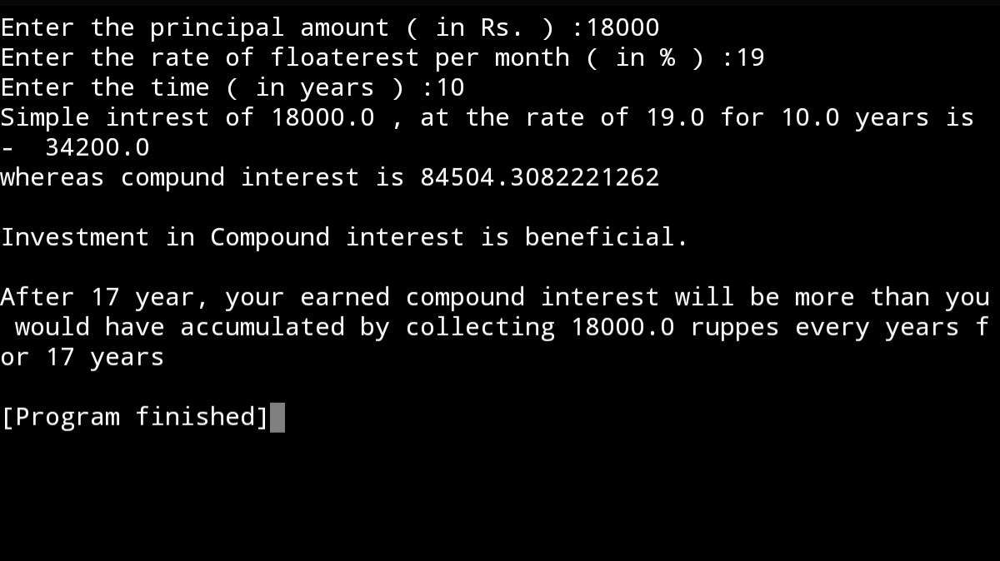 Enter the principal amount ( in Rs. ) :18000
Enter the rate of floaterest per month ( in % ) :19
Enter the time ( in years ) :10
Simple intrest of 18000.0 , at the rate of 19.0 for 10.0 years is
-  34200.0
whereas compund interest is 84504.3082221262
Investment in Compound interest is beneficial.
After 17 year, your earned compound interest will be more than you
 would have accumulated by collecting 18000.0 ruppes every years f
or 17 years
[Program finished]